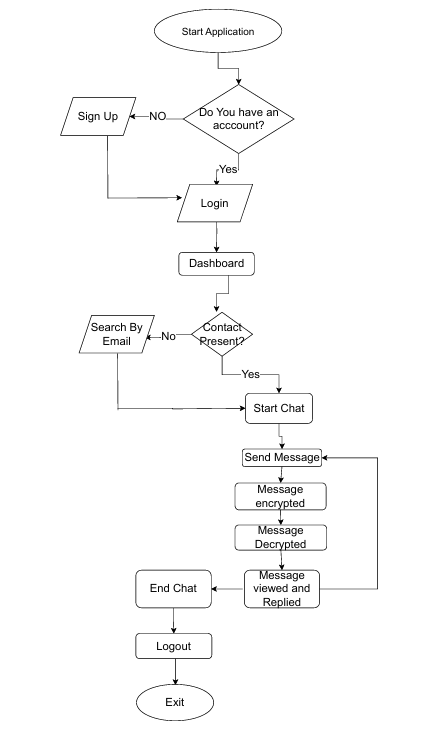 Start Application
Do You have an
acccount?
NO
Sign Up
Yes
Login
Dashboard
Contact
Present?
No
Search By
Email
Yes
Start Chat
Send Message
Message
encrypted
Message
Decrypted
Message
viewed and
Replied
End Chat
Logout
Exit